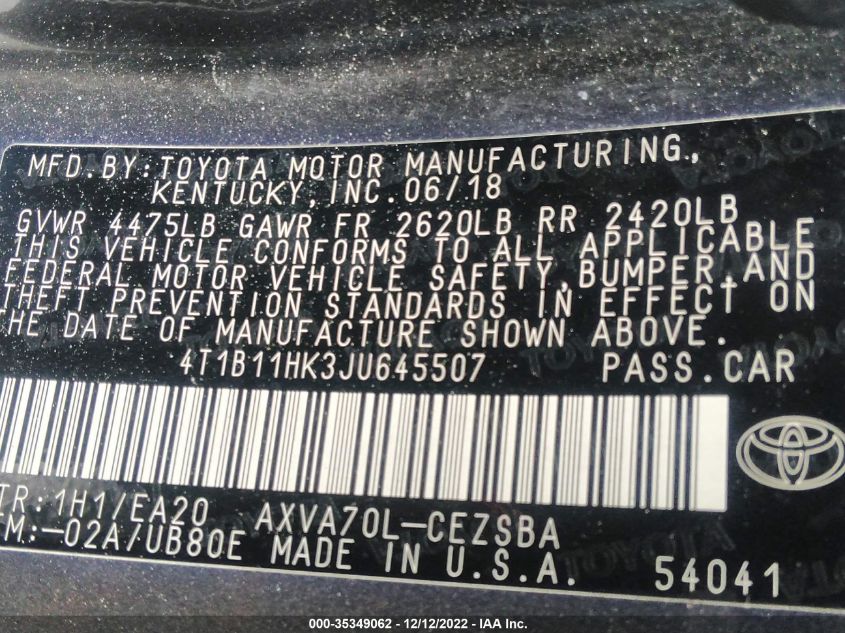 MFD.BY:TOYOTA MOTOR MANUFACTURING.,
KENTUCKY,INC.06/18
GVWR 4475LB GAWR FR 2620LB RR 2420LB
THIS VEHICLE CONFORMS TO ALL APPLICABLE
FEDERAL MOTOR VEHICLE SAFETY,BUMPER,AND
THEFT PREVENTION STANDARDS IN EFFECT ON
THE DATE OF MANUFACTURE SHOWN ABOVE.
4T1B11HK3JU645507 PASS.CAR
TR:1H1/EA20 AXVA70L-CEZSBA
TM:-02A/UB80E MADE IN U.S.A. 54041
000-35349062 - 12/12/2022 - IAA Inc.